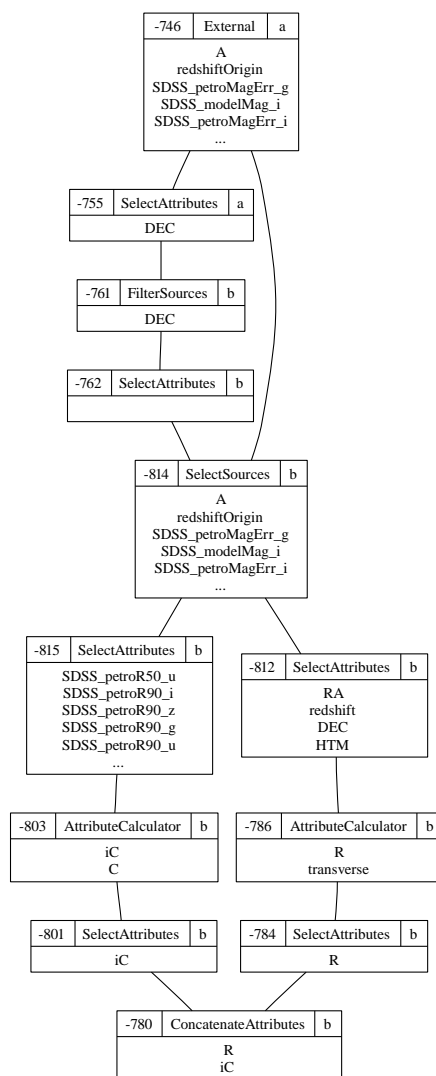 -746 External a
A
redshiftOrigin
SDSS_petroMagErr_g
SDSS_modelMag_i
SDSS_petroMagErr_i
...
-755 SelectAttributes a
DEC
-761 FilterSources b
DEC
-762 SelectAttributes b
-814 SelectSources b
A
redshiftOrigin
SDSS_petroMagErr_g
SDSS_modelMag_i
SDSS_petroMagErr_i
...
-815 SelectAttributes b
SDSS_petroR50_u
SDSS_petroR90_i
SDSS_petroR90_z
SDSS_petroR90_g
SDSS_petroR90_u
...
-812 SelectAttributes b
RA
redshift
DEC
HTM
-803 AttributeCalculator b
iC
C
-786 AttributeCalculator b
R
transverse
-801 SelectAttributes b
iC
-784 SelectAttributes b
R
-780 ConcatenateAttributes b
R
iC